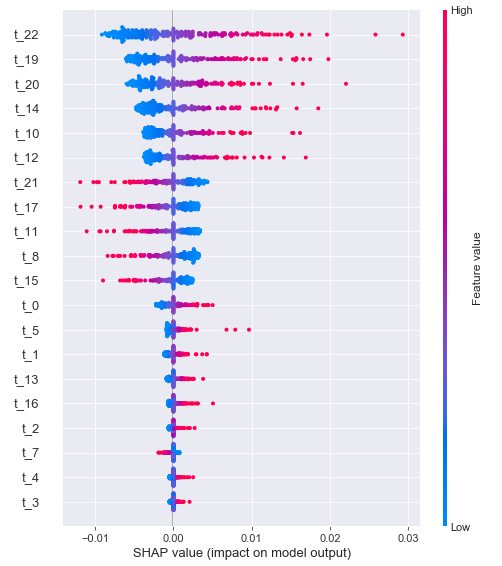 High
t_22
t_19
t_20
t_14
t_10
t_12
t_21
t_17
t_11
t_8
t_15
t_0
t_5
t_1
t_13
t_16
t_2
t_7
t_4
t_3
Feature value
Low
−0.01 0.00 0.01 0.02 0.03
SHAP value (impact on model output)